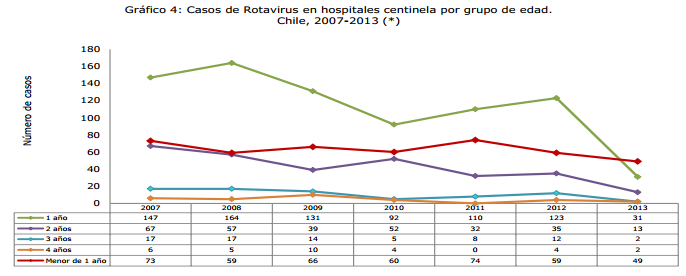 Gráfico 4: Casos de Rotavirus en hospitales centinela por grupo de edad.
Chile, 2007-2013 (*)
Número de casos
180
160
140
120
100
80
60
40
20
0
2007 2008 2009 2010 2011 2012 2013
1 año 147 164 131 92 110 123 31
2 años 67 57 39 52 32 35 13
3 años 17 17 14 5 8 12 2
4 años 6 5 10 4 0 4 2
Menor de 1 año 73 59 66 60 74 59 49